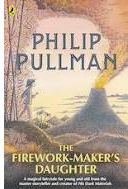 PHILIP
PULLMAN
THE
FIREWORK-MAKER'S
DAUGHTER
A magical fairytale for young and old from the
master storyteller and creator of His Dark Materials